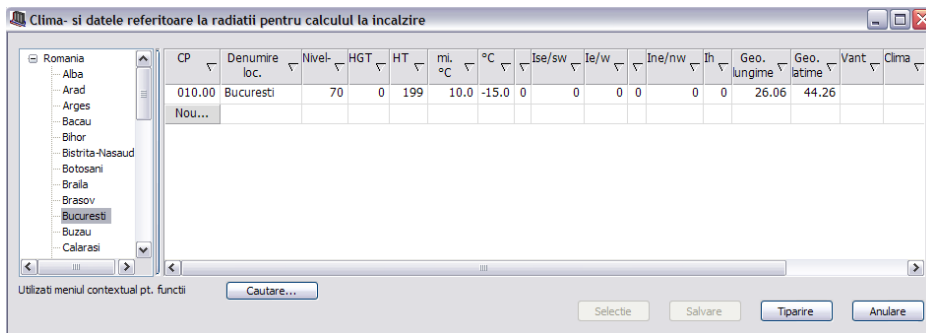 Clima- si datele referitoare la radiatii pentru calculul la incalzire
Romania
Alba
Arad
Arges
Bacau
Bihor
Bistrita-Nasaud
Botosani
Braila
Brasov
Bucuresti
Buzau
Calarasi
CP Denumire loc. Nivel- HGT HT mi. °C °C Ise/sw Ie/w Ine/nw Ih Geo. lungime Geo. latime Vant Clima
010.00 Bucuresti 70 0 199 10.0 -15.0 0 0 0 0 0 0 26.06 44.26
Nou...
Utilizati meniul contextual pt. functii
Cautare...
Selectie Salvare Tiparire Anulare